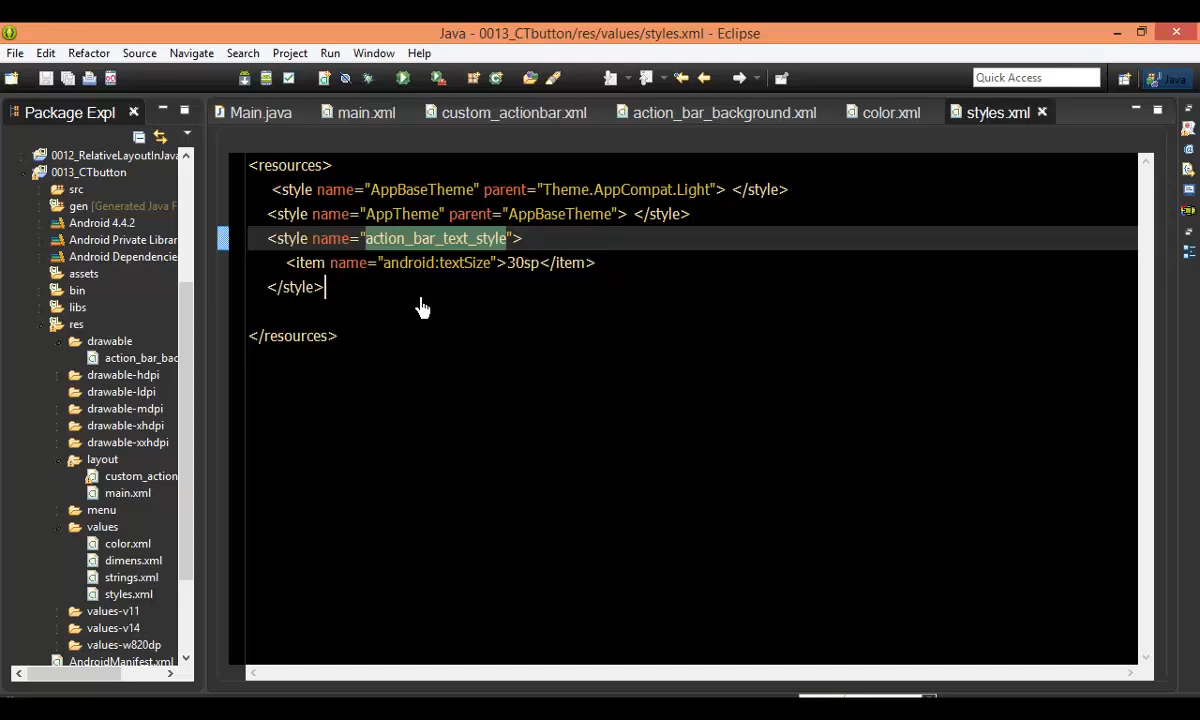 Java - 0013_CTbutton/res/values/styles.xml - Eclipse
File Edit Refactor Source Navigate Search Project Run Window Help
Quick Access
Java
Package Expl
Main.java
main.xml
custom_actionbar.xml
action_bar_background.xml
color.xml
styles.xml
0012_RelativeLayoutInJava
0013_CTbutton
src
gen [Generated Java F
Android 4.4.2
Android Private Librar
Android Dependencie
assets
bin
libs
res
drawable
action_bar_bac
drawable-hdpi
drawable-ldpi
drawable-mdpi
drawable-xhdpi
drawable-xxhdpi
layout
custom_action
main.xml
menu
values
color.xml
dimens.xml
strings.xml
styles.xml
values-v11
values-v14
values-w820dp
AndroidManifest.xml
<resources>
<style name="AppBaseTheme" parent="Theme.AppCompat.Light"> </style>
<style name="AppTheme" parent="AppBaseTheme"> </style>
<style name="action_bar_text_style">
<item name="android:textSize">30sp</item>
</style>
</resources>